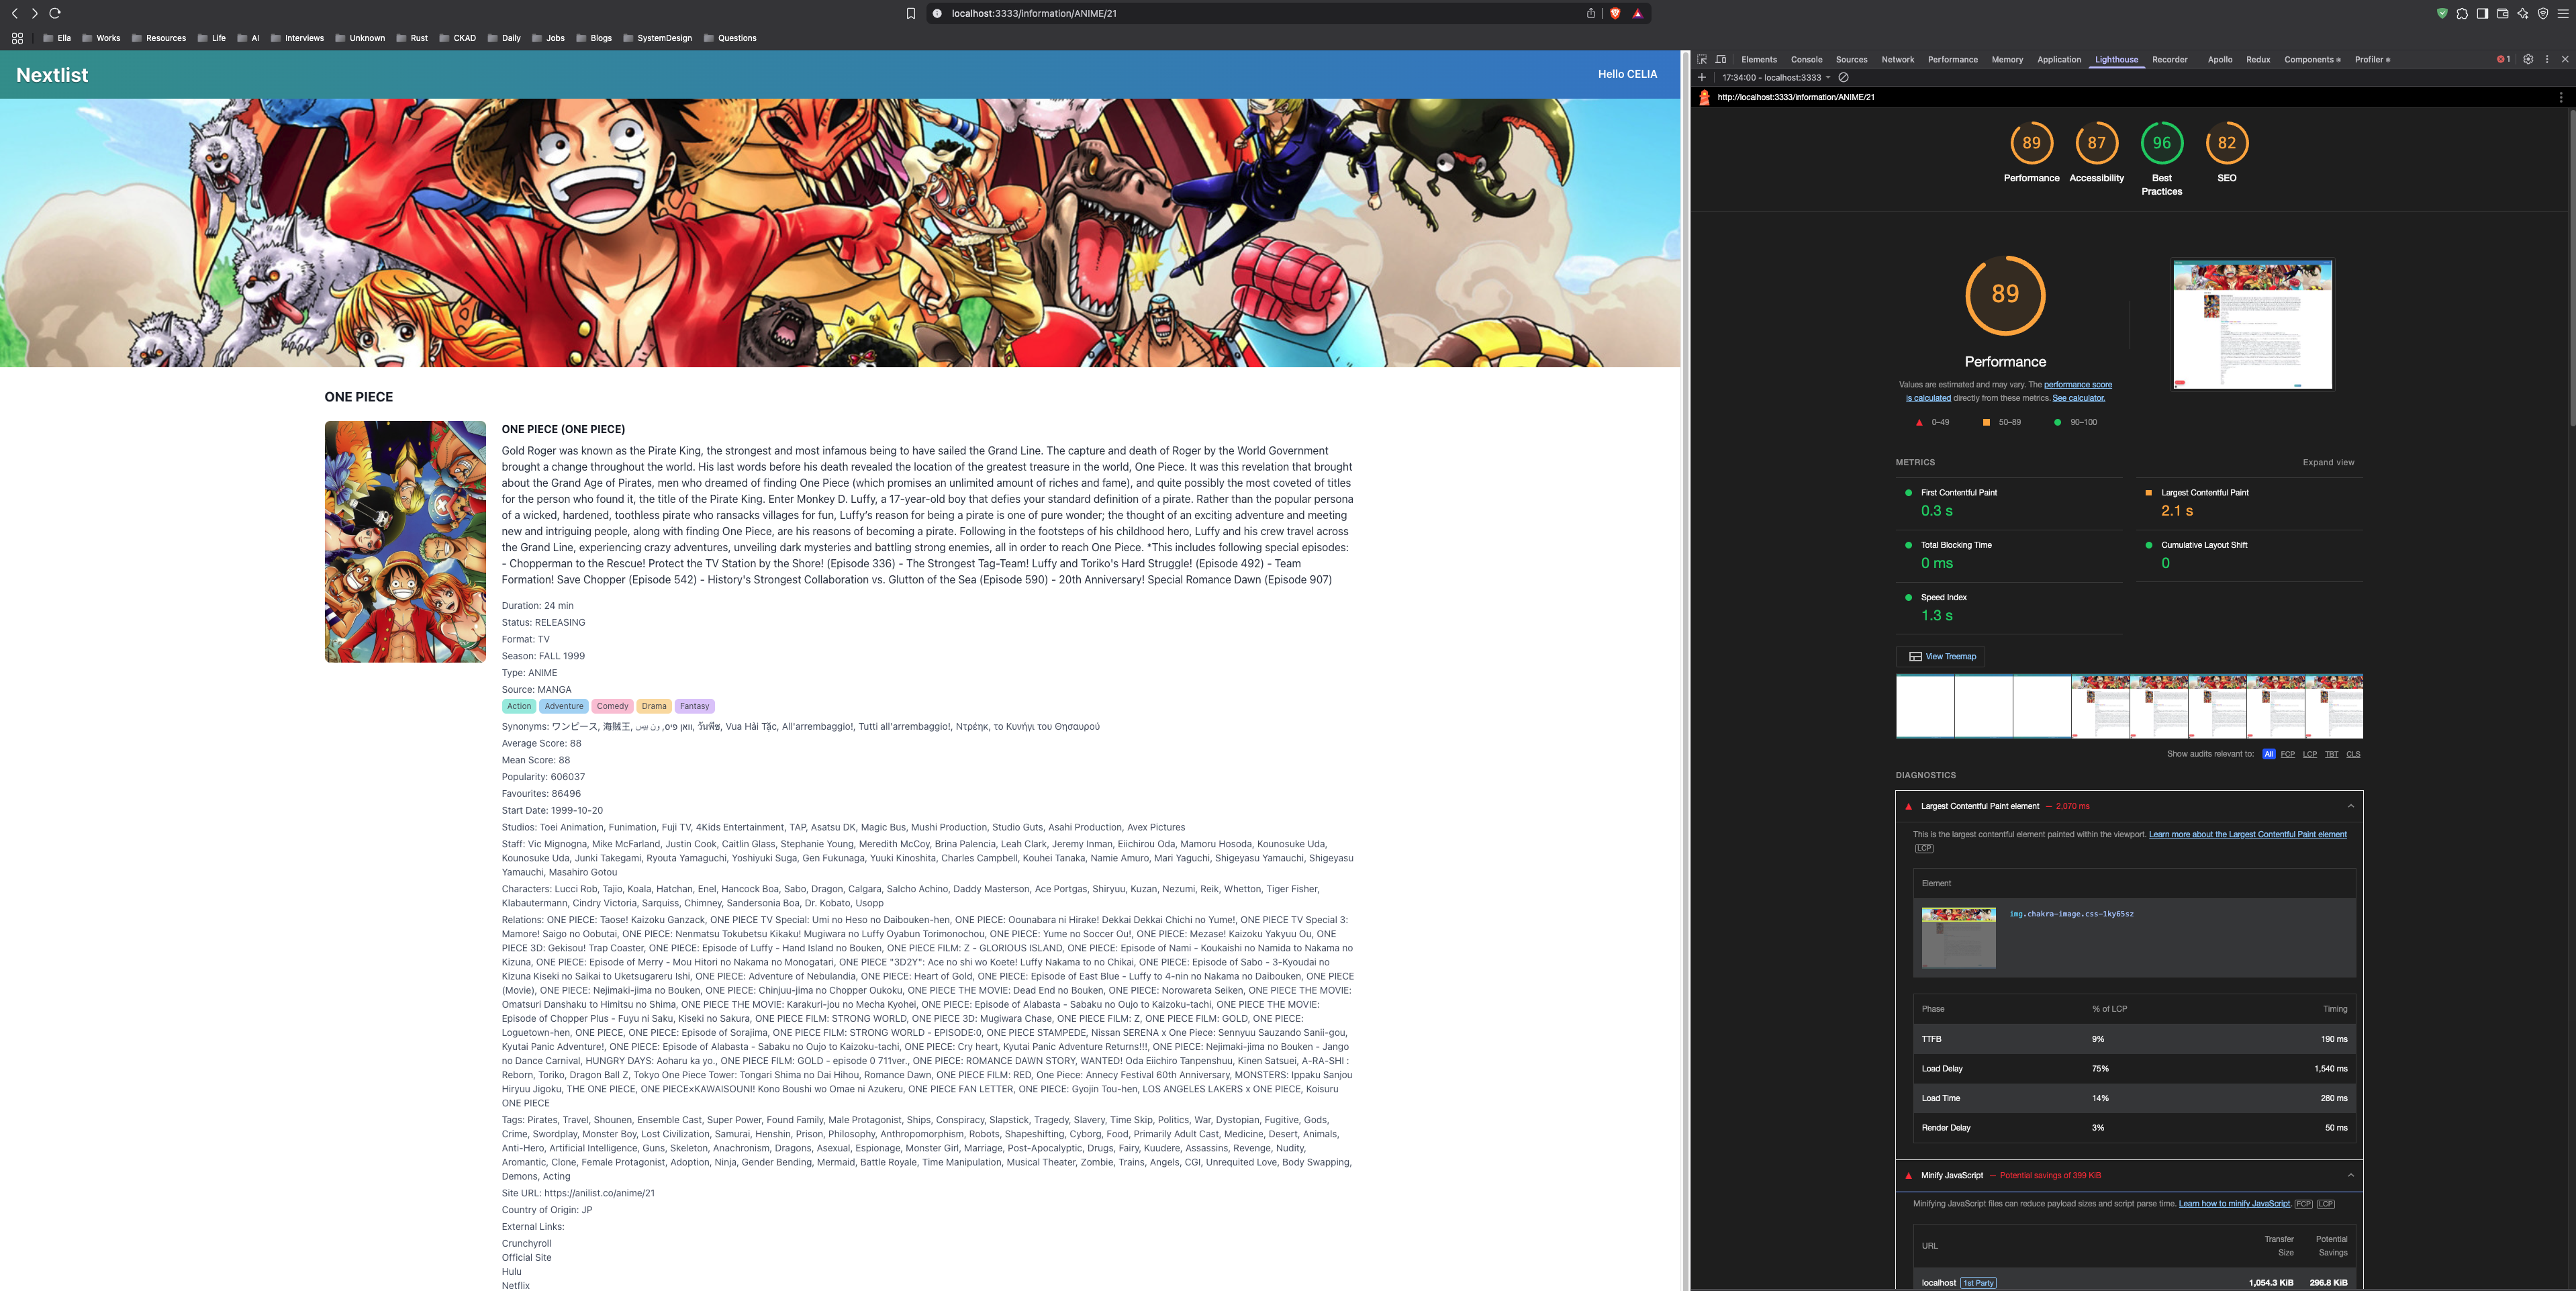 localhost:3333/information/ANIME/21
Ella Works Resources Life AI Interviews Unknown Rust CKAD Daily Jobs Blogs SystemDesign Questions
Nextlist
Hello CELIA
ONE PIECE
ONE PIECE (ONE PIECE)
Gold Roger was known as the Pirate King, the strongest and most infamous being to have sailed the Grand Line. The capture and death of Roger by the World Government
brought a change throughout the world. His last words before his death revealed the location of the greatest treasure in the world, One Piece. It was this revelation that brought
about the Grand Age of Pirates, men who dreamed of finding One Piece (which promises an unlimited amount of riches and fame), and quite possibly the most coveted of titles
for the person who found it, the title of the Pirate King. Enter Monkey D. Luffy, a 17-year-old boy that defies your standard definition of a pirate. Rather than the popular persona
of a wicked, hardened, toothless pirate who ransacks villages for fun, Luffy's reason for being a pirate is one of pure wonder; the thought of an exciting adventure and meeting
new and intriguing people, along with finding One Piece, are his reasons of becoming a pirate. Following in the footsteps of his childhood hero, Luffy and his crew travel across
the Grand Line, experiencing crazy adventures, unveiling dark mysteries and battling strong enemies, all in order to reach One Piece. *This includes following special episodes:
- Chopperman to the Rescue! Protect the TV Station by the Shore! (Episode 336) - The Strongest Tag-Team! Luffy and Toriko's Hard Struggle! (Episode 492) - Team
Formation! Save Chopper (Episode 542) - History's Strongest Collaboration vs. Glutton of the Sea (Episode 590) - 20th Anniversary! Special Romance Dawn (Episode 907)
Duration: 24 min
Status: RELEASING
Format: TV
Season: FALL 1999
Type: ANIME
Source: MANGA
Action Adventure Comedy Drama Fantasy
Synonyms: ワンピース, 海賊王, וואן פיס, ون بيس, วันพีซ, Vua Hải Tặc, All'arrembaggio!, Tutti all'arrembaggio!, Ντρέηκ, το Κυνήγι του Θησαυρού
Average Score: 88
Mean Score: 88
Popularity: 606037
Favourites: 86496
Start Date: 1999-10-20
Studios: Toei Animation, Funimation, Fuji TV, 4Kids Entertainment, TAP, Asatsu DK, Magic Bus, Mushi Production, Studio Guts, Asahi Production, Avex Pictures
Staff: Vic Mignogna, Mike McFarland, Justin Cook, Caitlin Glass, Stephanie Young, Meredith McCoy, Brina Palencia, Leah Clark, Jeremy Inman, Eiichirou Oda, Mamoru Hosoda, Kounosuke Uda,
Kounosuke Uda, Junki Takegami, Ryouta Yamaguchi, Yoshiyuki Suga, Gen Fukunaga, Yuuki Kinoshita, Charles Campbell, Kouhei Tanaka, Namie Amuro, Mari Yaguchi, Shigeyasu Yamauchi, Shigeyasu
Yamauchi, Masahiro Gotou
Characters: Lucci Rob, Tajio, Koala, Hatchan, Enel, Hancock Boa, Sabo, Dragon, Calgara, Salcho Achino, Daddy Masterson, Ace Portgas, Shiryuu, Kuzan, Nezumi, Reik, Whetton, Tiger Fisher,
Klabautermann, Cindry Victoria, Sarquiss, Chimney, Sandersonia Boa, Dr. Kobato, Usopp
Relations: ONE PIECE: Taose! Kaizoku Ganzack, ONE PIECE TV Special: Umi no Heso no Daibouken-hen, ONE PIECE: Oounabara ni Hirake! Dekkai Dekkai Chichi no Yume!, ONE PIECE TV Special 3:
Mamore! Saigo no Oobutai, ONE PIECE: Nenmatsu Tokubetsu Kikaku! Mugiwara no Luffy Oyabun Torimonochou, ONE PIECE: Yume no Soccer Ou!, ONE PIECE: Mezase! Kaizoku Yakyuu Ou, ONE
PIECE 3D: Gekisou! Trap Coaster, ONE PIECE: Episode of Luffy - Hand Island no Bouken, ONE PIECE FILM: Z - GLORIOUS ISLAND, ONE PIECE: Episode of Nami - Koukaishi no Namida to Nakama no
Kizuna, ONE PIECE: Episode of Merry - Mou Hitori no Nakama no Monogatari, ONE PIECE "3D2Y": Ace no shi wo Koete! Luffy Nakama to no Chikai, ONE PIECE: Episode of Sabo - 3-Kyoudai no
Kizuna Kiseki no Saikai to Uketsugareru Ishi, ONE PIECE: Adventure of Nebulandia, ONE PIECE: Heart of Gold, ONE PIECE: Episode of East Blue - Luffy to 4-nin no Nakama no Daibouken, ONE PIECE
(Movie), ONE PIECE: Nejimaki-jima no Bouken, ONE PIECE: Chinjuu-jima no Chopper Oukoku, ONE PIECE THE MOVIE: Dead End no Bouken, ONE PIECE: Norowareta Seiken, ONE PIECE THE MOVIE:
Omatsuri Danshaku to Himitsu no Shima, ONE PIECE THE MOVIE: Karakuri-jou no Mecha Kyohei, ONE PIECE: Episode of Alabasta - Sabaku no Oujo to Kaizoku-tachi, ONE PIECE THE MOVIE:
Episode of Chopper Plus - Fuyu ni Saku, Kiseki no Sakura, ONE PIECE FILM: STRONG WORLD, ONE PIECE 3D: Mugiwara Chase, ONE PIECE FILM: Z, ONE PIECE FILM: GOLD, ONE PIECE:
Loguetown-hen, ONE PIECE, ONE PIECE: Episode of Sorajima, ONE PIECE FILM: STRONG WORLD - EPISODE:0, ONE PIECE STAMPEDE, Nissan SERENA x One Piece: Sennyuu Sauzando Sanii-gou,
Kyutai Panic Adventure!, ONE PIECE: Episode of Alabasta - Sabaku no Oujo to Kaizoku-tachi, ONE PIECE: Cry heart, Kyutai Panic Adventure Returns!!!, ONE PIECE: Nejimaki-jima no Bouken - Jango
no Dance Carnival, HUNGRY DAYS: Aoharu ka yo., ONE PIECE FILM: GOLD - episode 0 711ver., ONE PIECE: ROMANCE DAWN STORY, WANTED! Oda Eiichiro Tanpenshuu, Kinen Satsuei, A-RA-SHI :
Reborn, Toriko, Dragon Ball Z, Tokyo One Piece Tower: Tongari Shima no Dai Hihou, Romance Dawn, ONE PIECE FILM: RED, One Piece: Annecy Festival 60th Anniversary, MONSTERS: Ippaku Sanjou
Hiryuu Jigoku, THE ONE PIECE, ONE PIECE×KAWAISOUNI! Kono Boushi wo Omae ni Azukeru, ONE PIECE FAN LETTER, ONE PIECE: Gyojin Tou-hen, LOS ANGELES LAKERS x ONE PIECE, Koisuru
ONE PIECE
Tags: Pirates, Travel, Shounen, Ensemble Cast, Super Power, Found Family, Male Protagonist, Ships, Conspiracy, Slapstick, Tragedy, Slavery, Time Skip, Politics, War, Dystopian, Fugitive, Gods,
Crime, Swordplay, Monster Boy, Lost Civilization, Samurai, Henshin, Prison, Philosophy, Anthropomorphism, Robots, Shapeshifting, Cyborg, Food, Primarily Adult Cast, Medicine, Desert, Animals,
Anti-Hero, Artificial Intelligence, Guns, Skeleton, Anachronism, Dragons, Asexual, Espionage, Monster Girl, Marriage, Post-Apocalyptic, Drugs, Fairy, Kuudere, Assassins, Revenge, Nudity,
Aromantic, Clone, Female Protagonist, Adoption, Ninja, Gender Bending, Mermaid, Battle Royale, Time Manipulation, Musical Theater, Zombie, Trains, Angels, CGI, Unrequited Love, Body Swapping,
Demons, Acting
Site URL: https://anilist.co/anime/21
Country of Origin: JP
External Links:
Crunchyroll
Official Site
Hulu
Netflix
Elements Console Sources Network Performance Memory Application Lighthouse Recorder Apollo Redux Components Profiler 1
17:34:00 - localhost:3333
http://localhost:3333/information/ANIME/21
89 87 96 82
Performance Accessibility Best SEO
Practices
89
Performance
Values are estimated and may vary. The performance score
is calculated directly from these metrics. See calculator.
0–49 50–89 90–100
METRICS
Expand view
First Contentful Paint
0.3 s
Largest Contentful Paint
2.1 s
Total Blocking Time
0 ms
Cumulative Layout Shift
0
Speed Index
1.3 s
View Treemap
Show audits relevant to: All FCP LCP TBT CLS
DIAGNOSTICS
Largest Contentful Paint element — 2,070 ms
This is the largest contentful element painted within the viewport. Learn more about the Largest Contentful Paint element
LCP
Element
img.chakra-image.css-1ky65sz
Phase % of LCP Timing
TTFB 9% 190 ms
Load Delay 75% 1,540 ms
Load Time 14% 280 ms
Render Delay 3% 50 ms
Minify JavaScript — Potential savings of 399 KiB
Minifying JavaScript files can reduce payload sizes and script parse time. Learn how to minify JavaScript. FCP LCP
URL
Transfer Potential
Size Savings
localhost 1st Party 1,054.3 KiB 296.8 KiB